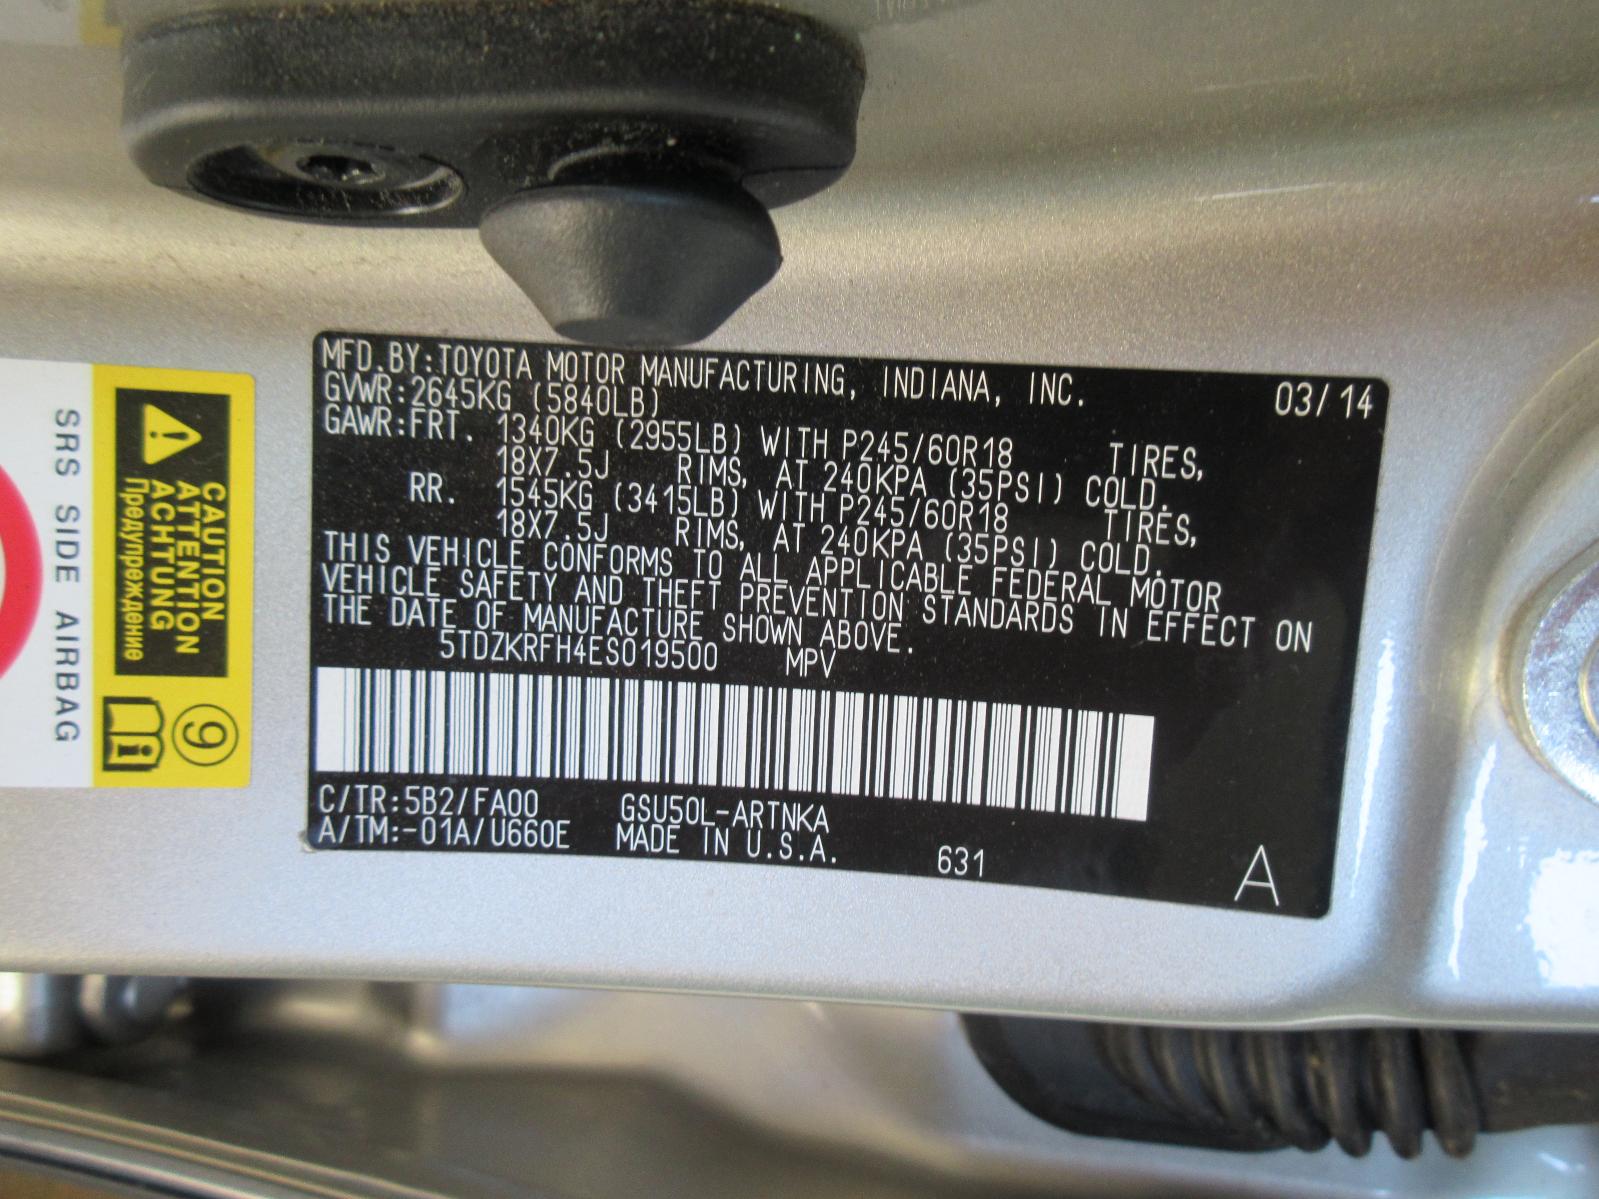 MFD.BY:TOYOTA MOTOR MANUFACTURING, INDIANA, INC. 03/14
GVWR:2645KG (5840LB)
GAWR:FRT. 1340KG (2955LB) WITH P245/60R18 TIRES,
18X7.5J RIMS, AT 240KPA (35PSI) COLD.
RR. 1545KG (3415LB) WITH P245/60R18 TIRES,
18X7.5J RIMS, AT 240KPA (35PSI) COLD.
THIS VEHICLE CONFORMS TO ALL APPLICABLE FEDERAL MOTOR
VEHICLE SAFETY AND THEFT PREVENTION STANDARDS IN EFFECT ON
THE DATE OF MANUFACTURE SHOWN ABOVE.
5TDZKRFH4ES019500 MPV
C/TR:5B2/FA00 GSU50L-ARTNKA
A/TM:-01A/U660E MADE IN U.S.A. 631 A
CAUTION
ATTENTION
ACHTUNG
Предупреждение
9
i
SRS SIDE AIRBAG